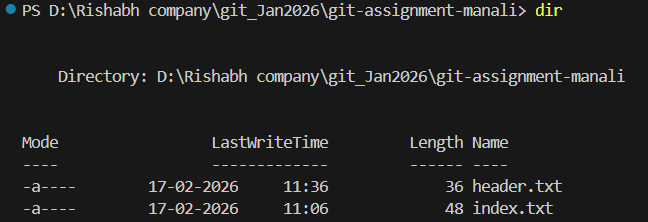 PS D:\Rishabh company\git_Jan2026\git-assignment-manali> dir
Directory: D:\Rishabh company\git_Jan2026\git-assignment-manali
Mode                 LastWriteTime         Length Name
----                 -------------         ------ ----
-a----        17-02-2026     11:36             36 header.txt
-a----        17-02-2026     11:06             48 index.txt